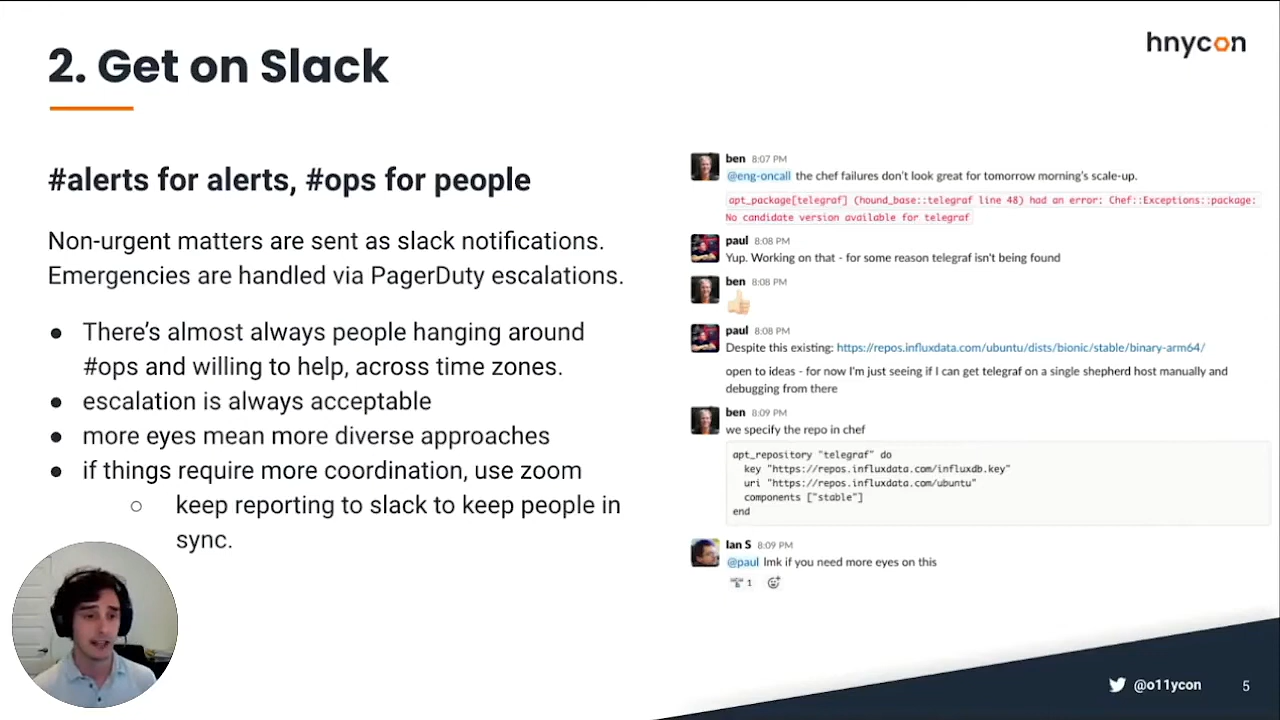 2. Get on Slack
hnycon
#alerts for alerts, #ops for people
Non-urgent matters are sent as slack notifications.
Emergencies are handled via PagerDuty escalations.
● There’s almost always people hanging around
#ops and willing to help, across time zones.
● escalation is always acceptable
● more eyes mean more diverse approaches
● if things require more coordination, use zoom
○ keep reporting to slack to keep people in
sync.
ben 8:07 PM
@eng-oncall the chef failures don’t look great for tomorrow morning’s scale-up.
apt_package[telegraf] (hound_base::telegraf line 48) had an error: Chef::Exceptions::package:
No candidate version available for telegraf
paul 8:08 PM
Yup. Working on that - for some reason telegraf isn't being found
ben 8:08 PM
paul 8:08 PM
Despite this existing: https://repos.influxdata.com/ubuntu/dists/bionic/stable/binary-arm64/
open to ideas - for now I'm just seeing if I can get telegraf on a single shepherd host manually and
debugging from there
ben 8:09 PM
we specify the repo in chef
apt_repository "telegraf" do
key "https://repos.influxdata.com/influxdb.key"
uri "https://repos.influxdata.com/ubuntu"
components ["stable"]
end
Ian S 8:09 PM
@paul lmk if you need more eyes on this
1
@o11ycon
5